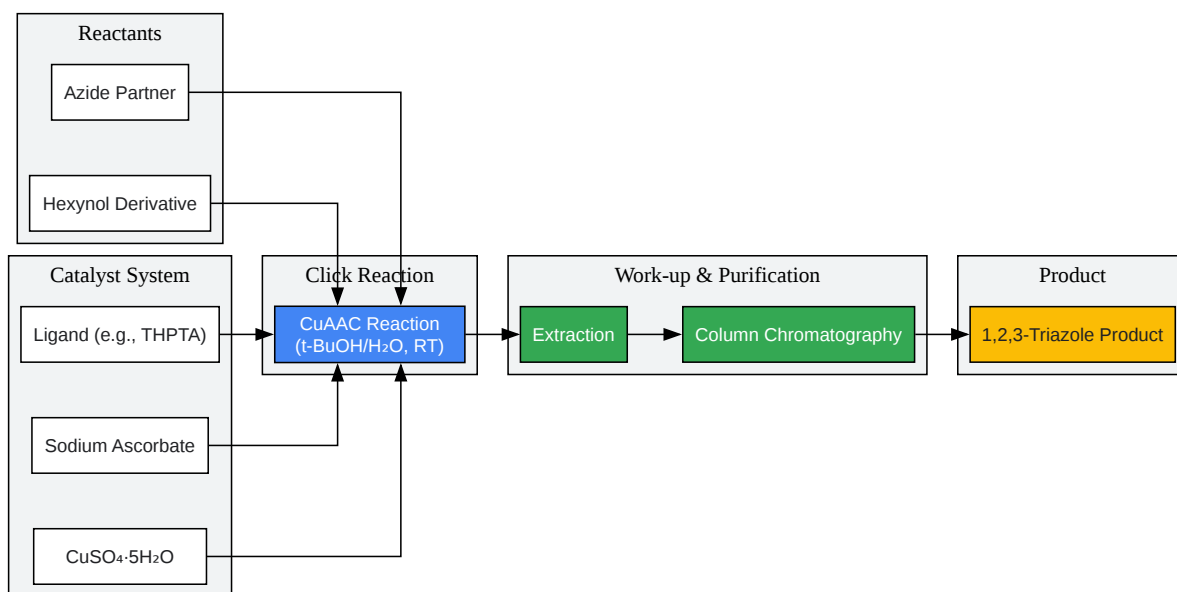 Reactants
Azide Partner
Hexynol Derivative
Catalyst System
Ligand (e.g., THPTA)
Sodium Ascorbate
CuSO₄·5H₂O
Click Reaction
CuAAC Reaction
(t-BuOH/H₂O, RT)
Work-up & Purification
Extraction
Column Chromatography
Product
1,2,3-Triazole Product